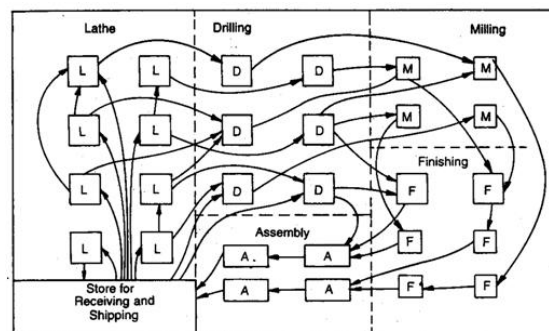 Lathe Drilling Milling
L L D D M M
L L D D M M
Finishing
L L D D F F
Assembly
L L A . A F F
A A F F
Store for
Receiving and
Shipping